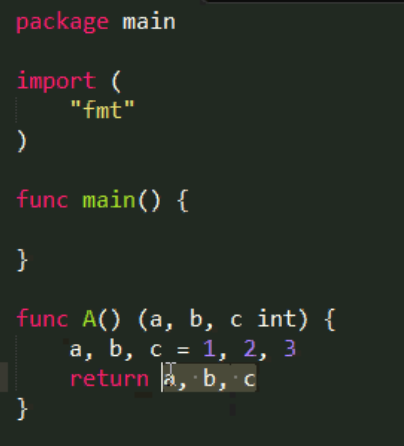 package main
import (
"fmt"
)
func main() {
}
func A() (a, b, c int) {
a, b, c = 1, 2, 3
return a, b, c
}